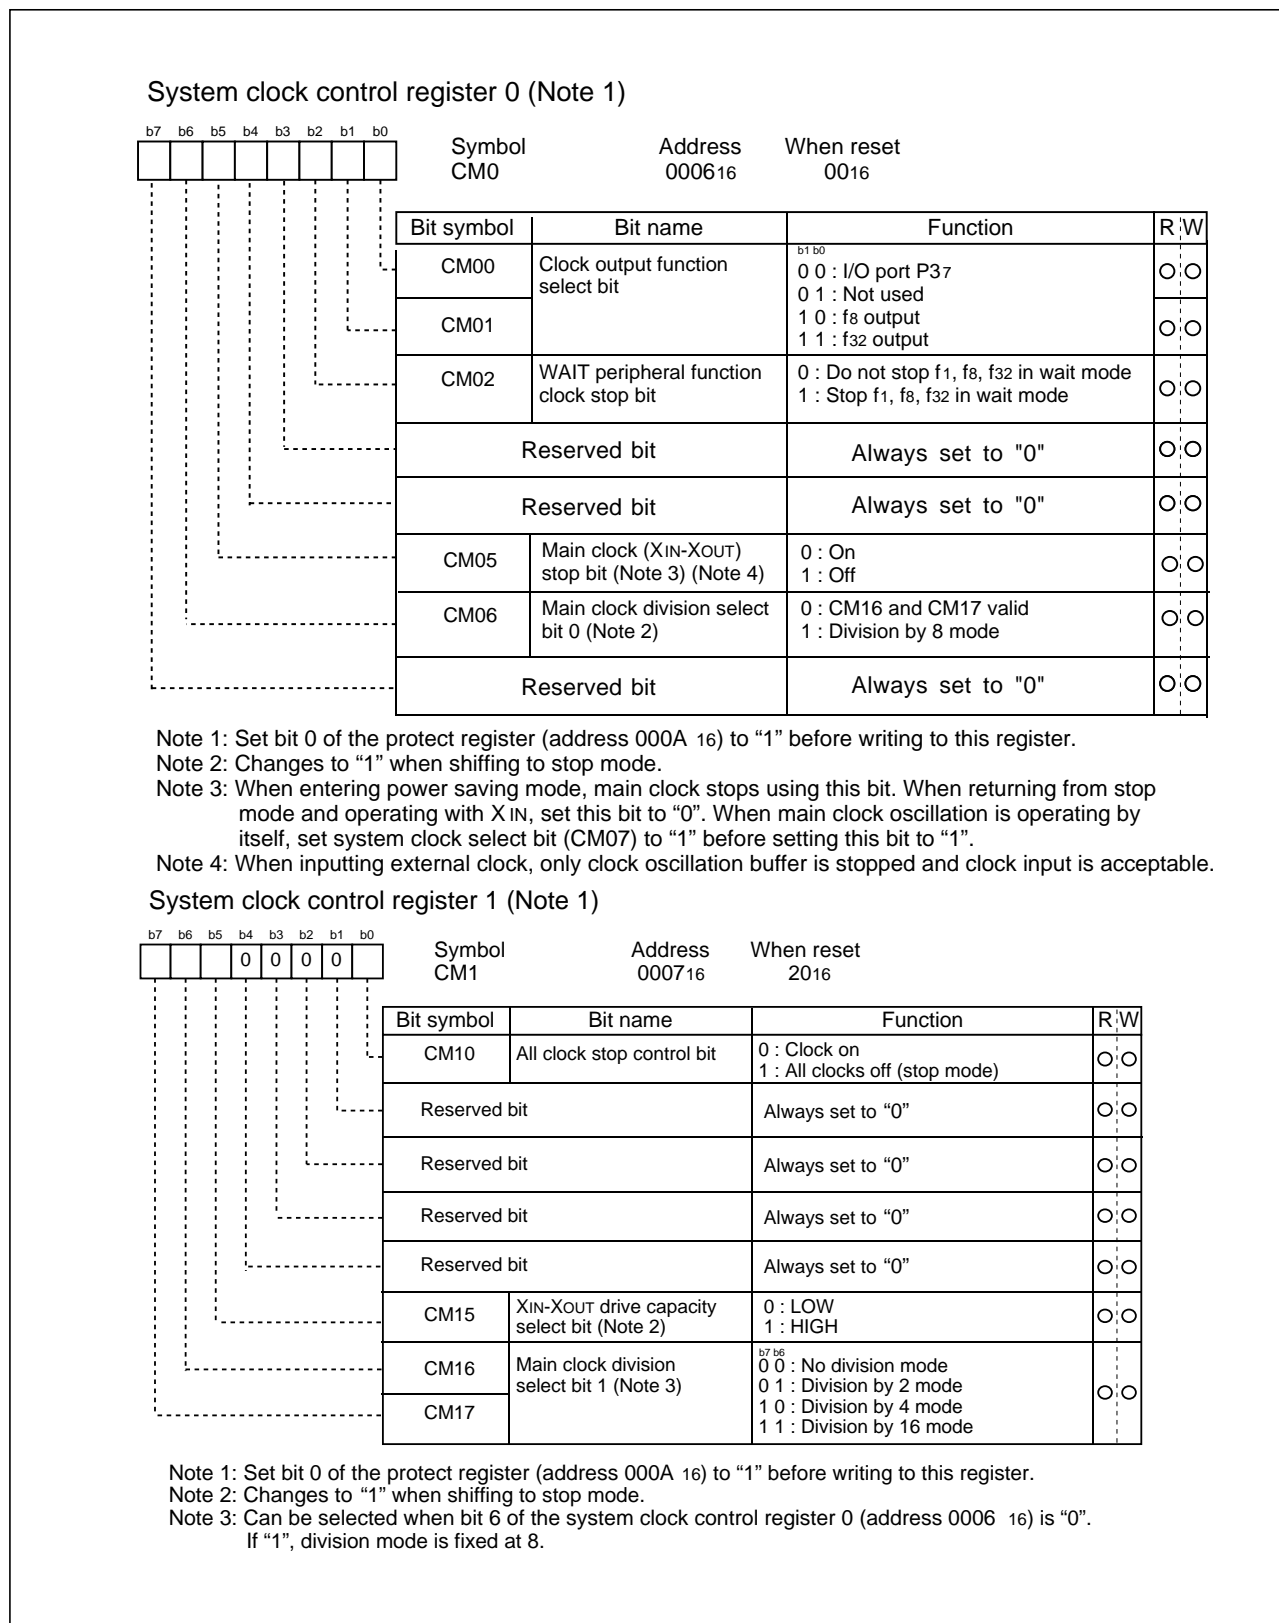 System clock control register 0 (Note 1)
b7 b6 b5 b4 b3 b2 b1 b0
Symbol Address When reset
CM0 000616 0016
Bit symbol Bit name Function R W
CM00 Clock output function select bit
b1 b0
0 0 : I/O port P37
0 1 : Not used
CM01
1 0 : f8 output
1 1 : f32 output
CM02 WAIT peripheral function clock stop bit
0 : Do not stop f1, f8, f32 in wait mode
1 : Stop f1, f8, f32 in wait mode
Reserved bit Always set to "0"
Reserved bit Always set to "0"
CM05 Main clock (XIN-XOUT) stop bit (Note 3) (Note 4)
0 : On
1 : Off
CM06 Main clock division select bit 0 (Note 2)
0 : CM16 and CM17 valid
1 : Division by 8 mode
Reserved bit Always set to "0"
Note 1: Set bit 0 of the protect register (address 000A 16) to “1” before writing to this register.
Note 2: Changes to “1” when shiffing to stop mode.
Note 3: When entering power saving mode, main clock stops using this bit. When returning from stop
mode and operating with X IN, set this bit to “0”. When main clock oscillation is operating by
itself, set system clock select bit (CM07) to “1” before setting this bit to “1”.
Note 4: When inputting external clock, only clock oscillation buffer is stopped and clock input is acceptable.
System clock control register 1 (Note 1)
b7 b6 b5 b4 b3 b2 b1 b0
0 0 0 0
Symbol Address When reset
CM1 000716 2016
Bit symbol Bit name Function R W
CM10 All clock stop control bit
0 : Clock on
1 : All clocks off (stop mode)
Reserved bit Always set to “0”
Reserved bit Always set to “0”
Reserved bit Always set to “0”
Reserved bit Always set to “0”
CM15 XIN-XOUT drive capacity select bit (Note 2)
0 : LOW
1 : HIGH
CM16 Main clock division select bit 1 (Note 3)
b7 b6
0 0 : No division mode
0 1 : Division by 2 mode
CM17
1 0 : Division by 4 mode
1 1 : Division by 16 mode
Note 1: Set bit 0 of the protect register (address 000A 16) to “1” before writing to this register.
Note 2: Changes to “1” when shiffing to stop mode.
Note 3: Can be selected when bit 6 of the system clock control register 0 (address 0006 16) is “0”.
If “1”, division mode is fixed at 8.